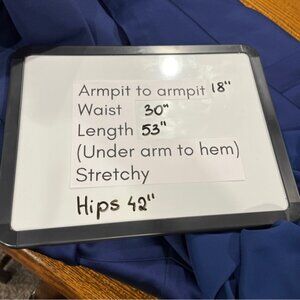 Armpit to armpit 18"
Waist 30"
Length 53"
(Under arm to hem)
Stretchy
Hips 42"